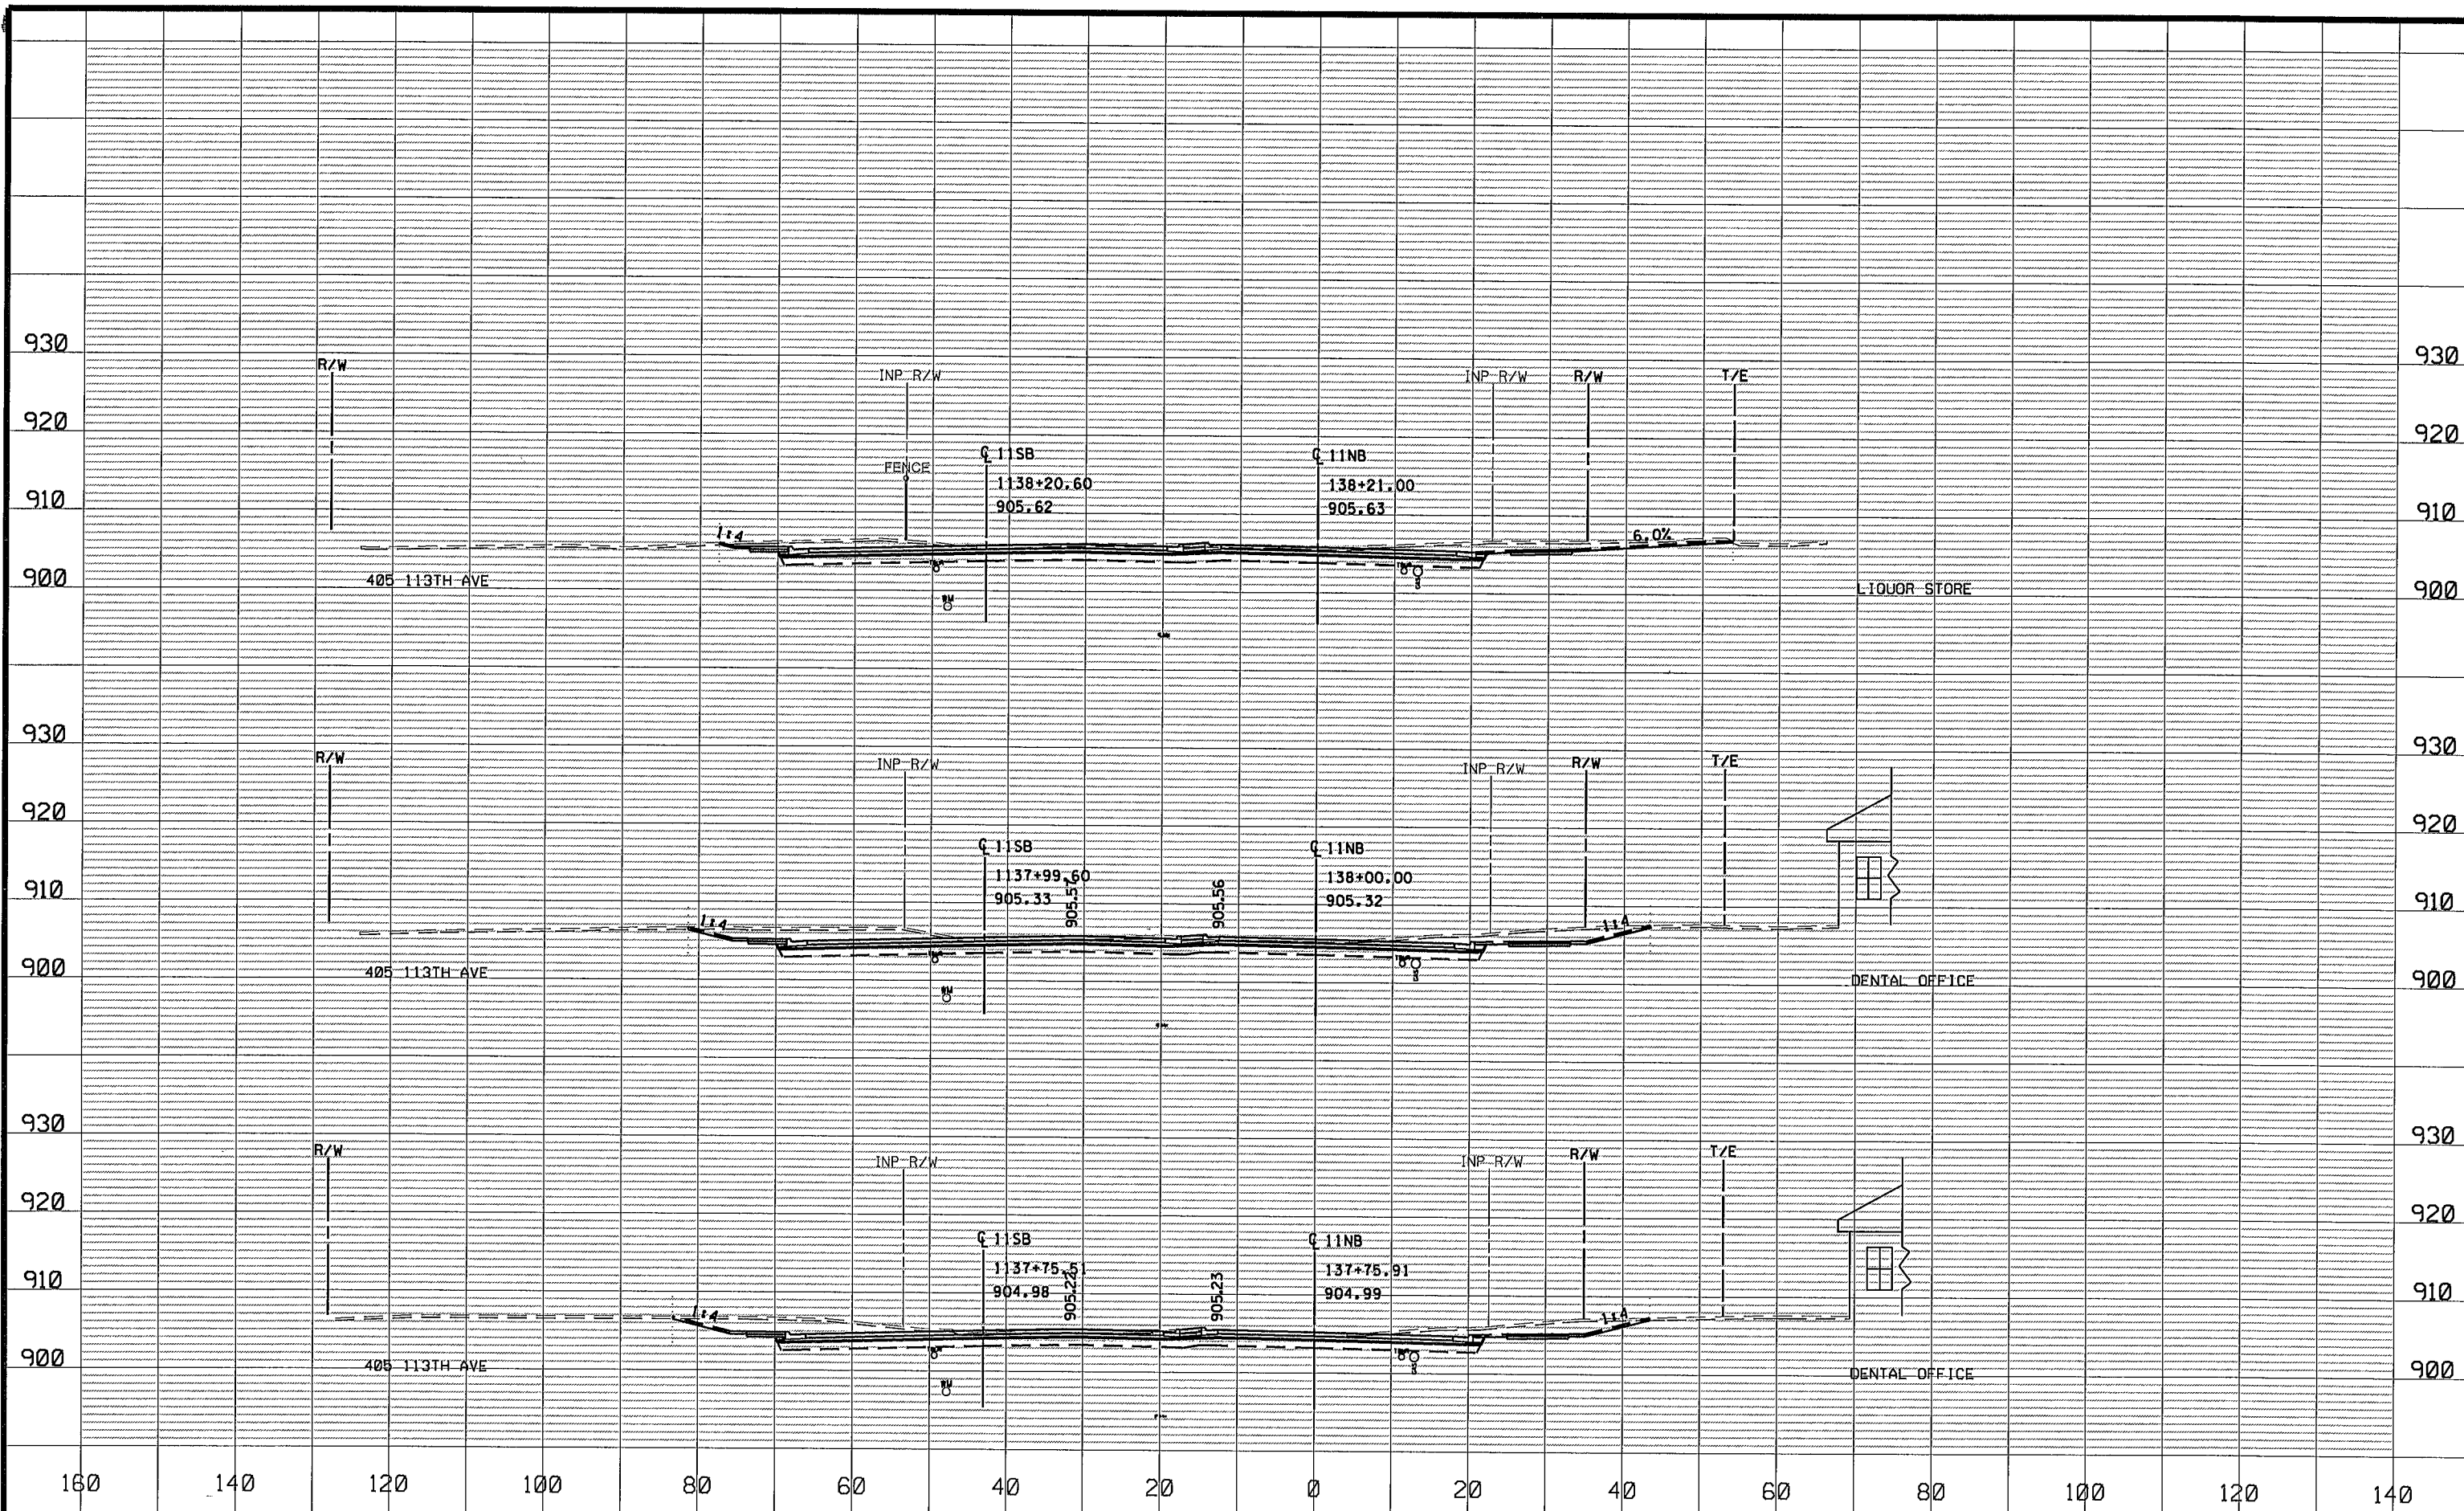 930 930
R/W INP R/W INP R/W R/W T/E
920 920
℄ 11SB ℄ 11NB
FENCE
1138+20.60 138+21.00
910 905.62 905.63 910
1:4 6.0%
900 405 113TH AVE LIQUOR STORE 900
WM
930 930
R/W INP R/W INP R/W R/W T/E
920 920
℄ 11SB ℄ 11NB
1137+99.60 138+00.00
910 905.33 905.57 905.56 905.32 910
1:4 1:4
900 405 113TH AVE DENTAL OFFICE 900
WM
930 930
R/W INP R/W INP R/W R/W T/E
920 920
℄ 11SB ℄ 11NB
1137+75.51 137+75.91
910 904.98 905.22 905.23 904.99 910
1:4 1:4
900 405 113TH AVE DENTAL OFFICE 900
WM
160 140 120 100 80 60 40 20 0 20 40 60 80 100 120 140